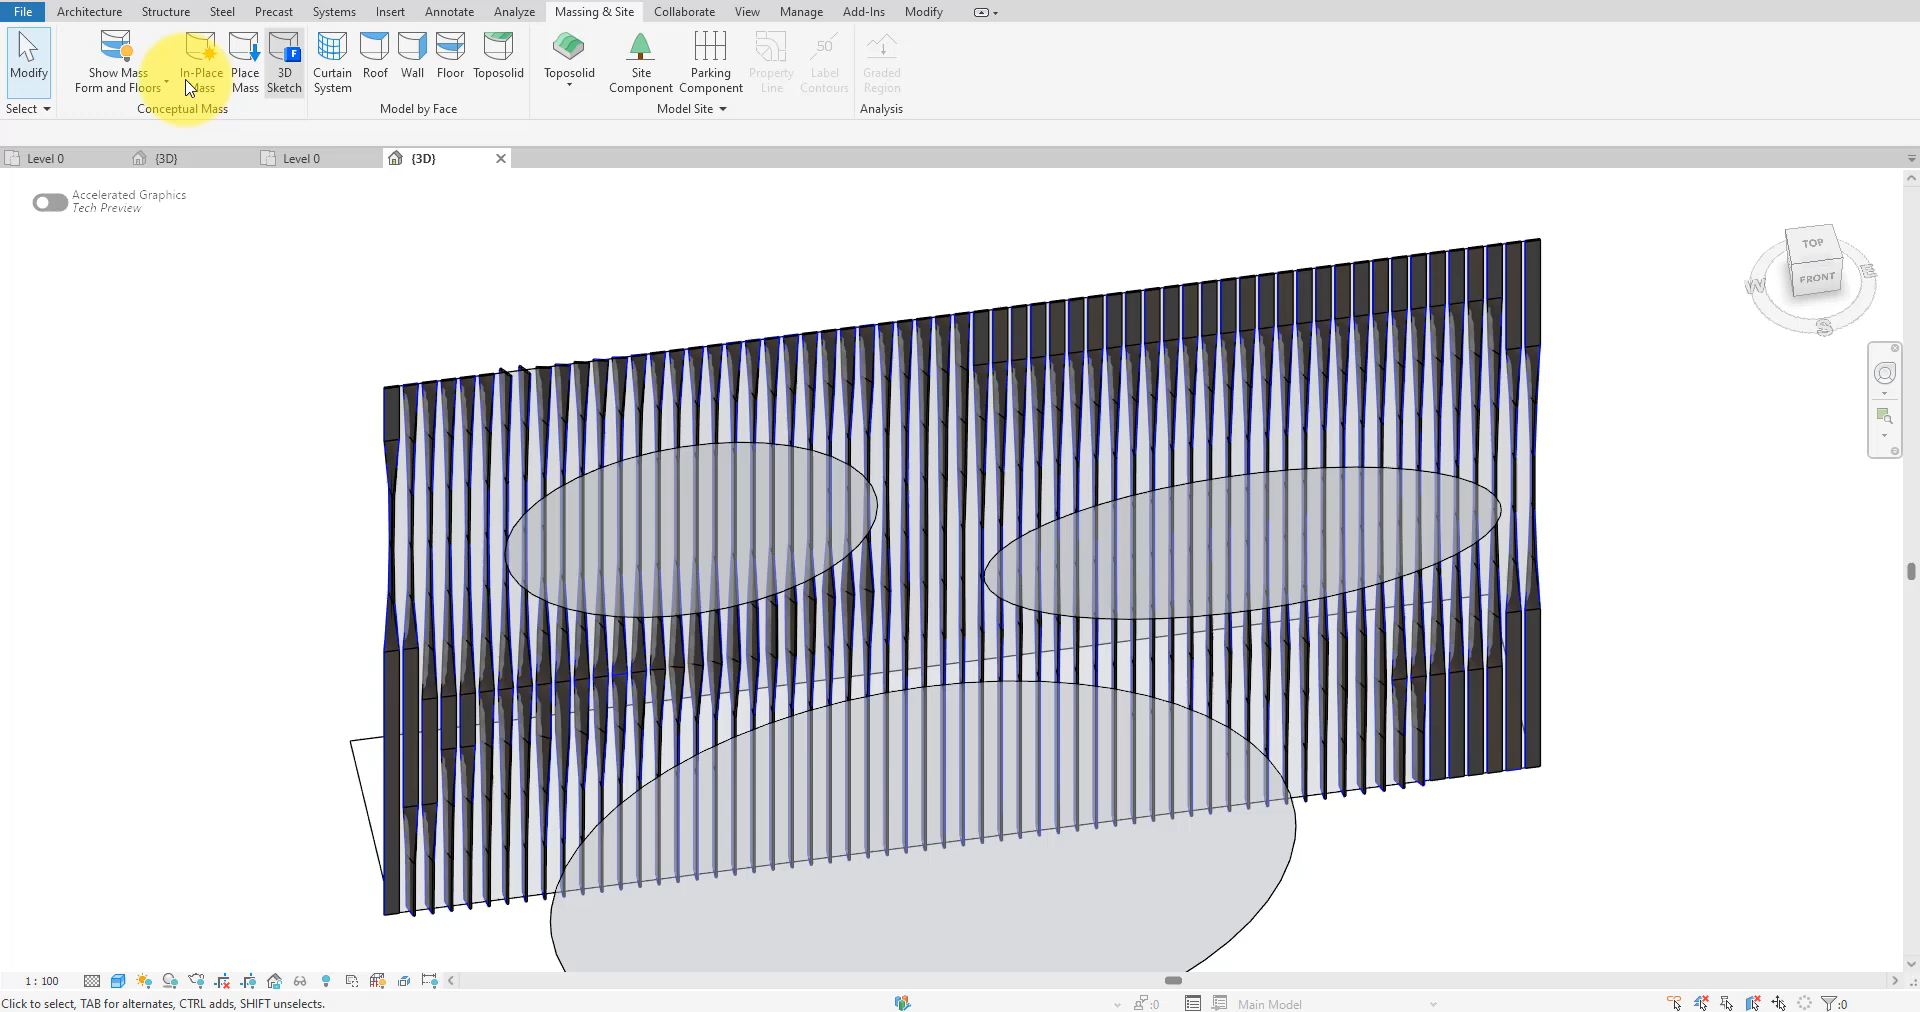 File Architecture Structure Steel Precast Systems Insert Annotate Analyze Massing & Site Collaborate View Manage Add-Ins Modify
Modify
Show Mass
Form and Floors
In-Place
Mass
Place
Mass
3D
Sketch
F
Curtain
System
Roof
Wall
Floor
Toposolid
Toposolid
Site
Component
Parking
Component
Property
Line
50
Label
Contours
Graded
Region
Select
Conceptual Mass
Model by Face
Model Site
Analysis
Level 0
{3D}
Level 0
{3D}
Accelerated Graphics
Tech Preview
TOP
FRONT
W
E
S
1 : 100
Click to select, TAB for alternates, CTRL adds, SHIFT unselects.
:0
Main Model
:0